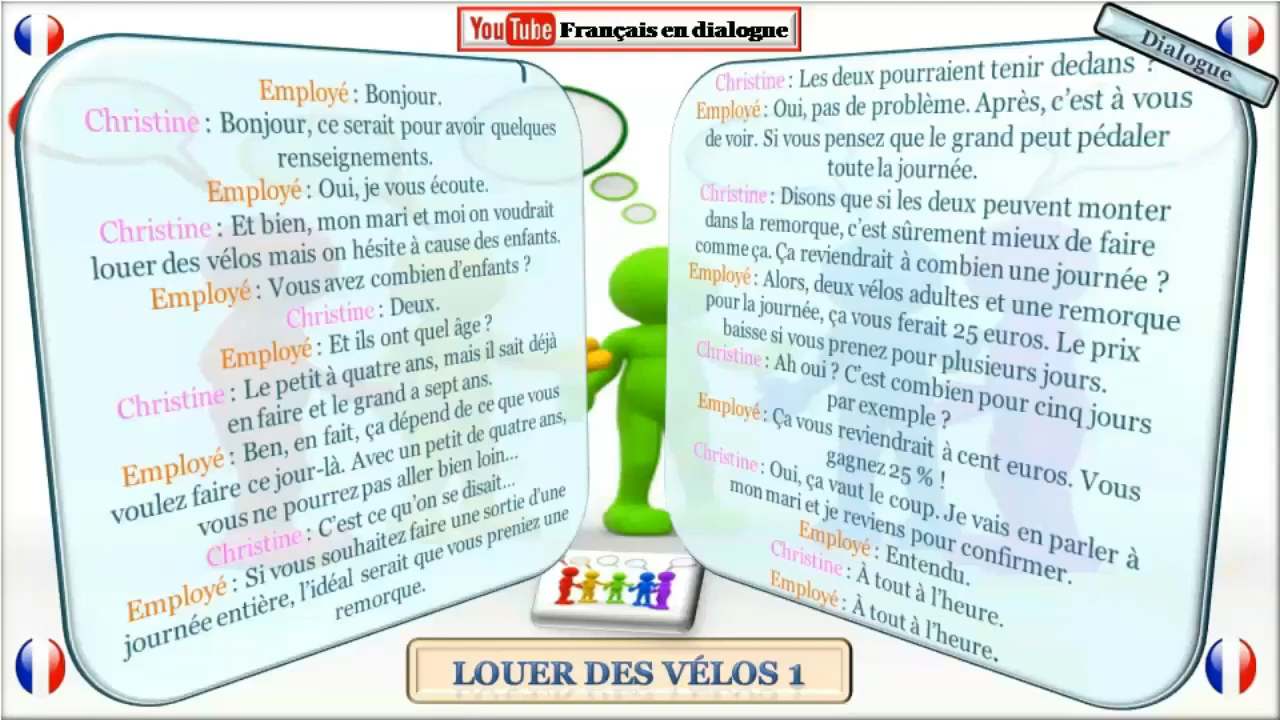 YouTube Français en dialogue
Dialogue
Employé : Bonjour.
Christine : Bonjour, ce serait pour avoir quelques
renseignements.
Employé : Oui, je vous écoute.
Christine : Et bien, mon mari et moi on voudrait
louer des vélos mais on hésite à cause des enfants.
Employé : Vous avez combien d'enfants ?
Christine : Deux.
Employé : Et ils ont quel âge ?
Christine : Le petit à quatre ans, mais il sait déjà
en faire et le grand a sept ans.
Employé : Ben, en fait, ça dépend de ce que vous
voulez faire ce jour-là. Avec un petit de quatre ans,
vous ne pourrez pas aller bien loin...
Christine : C'est ce qu'on se disait...
Employé : Si vous souhaitez faire une sortie d'une
journée entière, l'idéal serait que vous preniez une
remorque.
Christine : Les deux pourraient tenir dedans ?
Employé : Oui, pas de problème. Après, c'est à vous
de voir. Si vous pensez que le grand peut pédaler
toute la journée.
Christine : Disons que si les deux peuvent monter
dans la remorque, c'est sûrement mieux de faire
comme ça. Ça reviendrait à combien une journée ?
Employé : Alors, deux vélos adultes et une remorque
pour la journée, ça vous ferait 25 euros. Le prix
baisse si vous prenez pour plusieurs jours.
Christine : Ah oui ? C'est combien pour cinq jours
par exemple ?
Employé : Ça vous reviendrait à cent euros. Vous
gagnez 25 % !
Christine : Oui, ça vaut le coup. Je vais en parler à
mon mari et je reviens pour confirmer.
Employé : Entendu.
Christine : À tout à l'heure.
Employé : À tout à l'heure.
LOUER DES VÉLOS 1